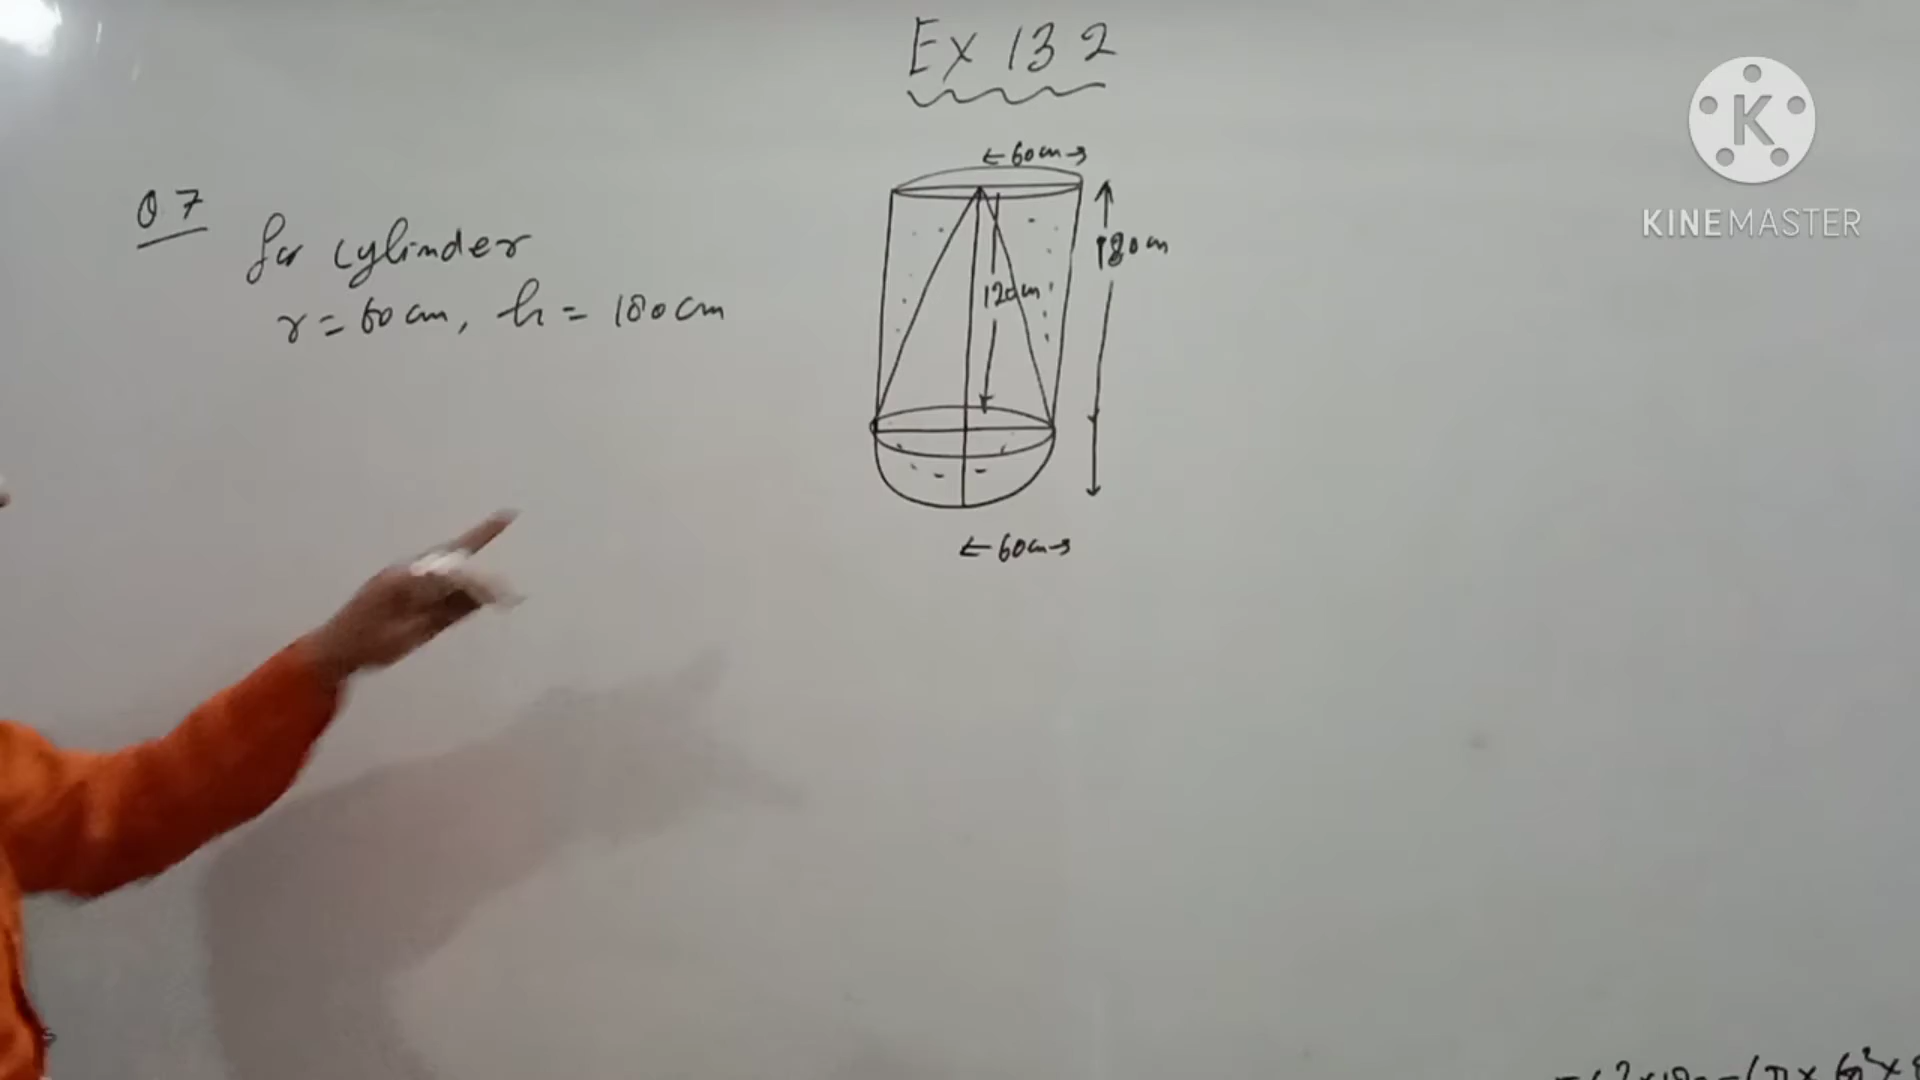 Ex 13 2
Q 7
for cylinder
r = 60 cm, h = 180 cm
←60cm→
180cm
120cm
←60cm→
KINEMASTER